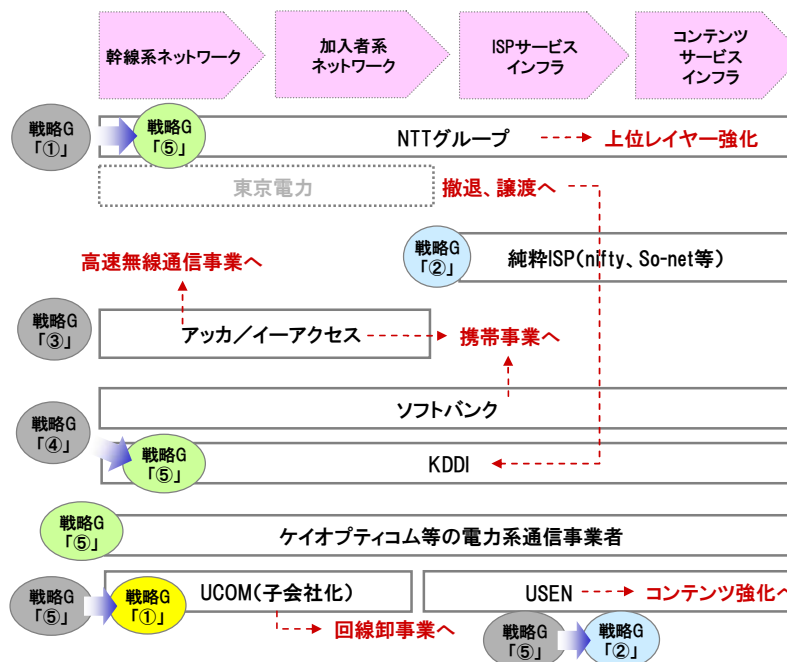 幹線系ネットワーク
加入者系
ネットワーク
ISPサービス
インフラ
コンテンツ
サービス
インフラ
戦略G
「①」
戦略G
「⑤」
NTTグループ
上位レイヤー強化
東京電力
撤退、譲渡へ
戦略G
「②」
純粋ISP(nifty、So-net等)
高速無線通信事業へ
戦略G
「③」
アッカ／イーアクセス
携帯事業へ
ソフトバンク
戦略G
「④」
戦略G
「⑤」
KDDI
戦略G
「⑤」
ケイオプティコム等の電力系通信事業者
戦略G
「⑤」
戦略G
「①」
UCOM(子会社化)
USEN
コンテンツ強化へ
回線卸事業へ
戦略G
「⑤」
戦略G
「②」